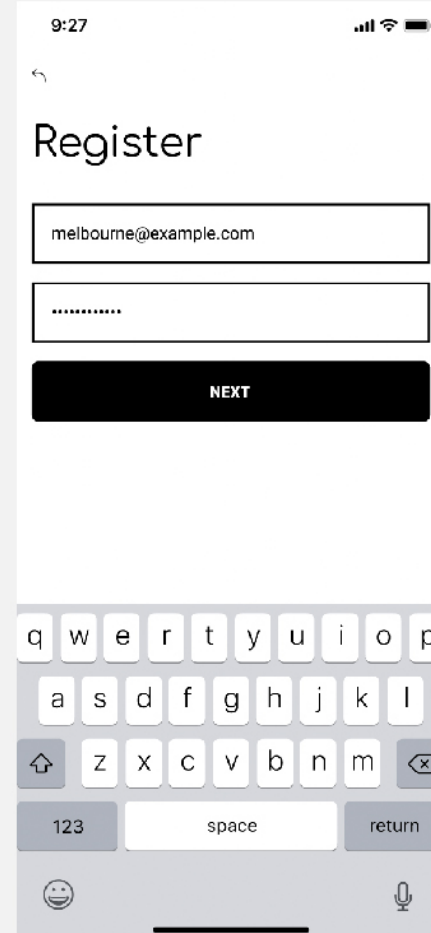 9:27
Register
melbourne@example.com
••••••••••••
NEXT
q w e r t y u i o p
a s d f g h j k l
z x c v b n m
123 space return